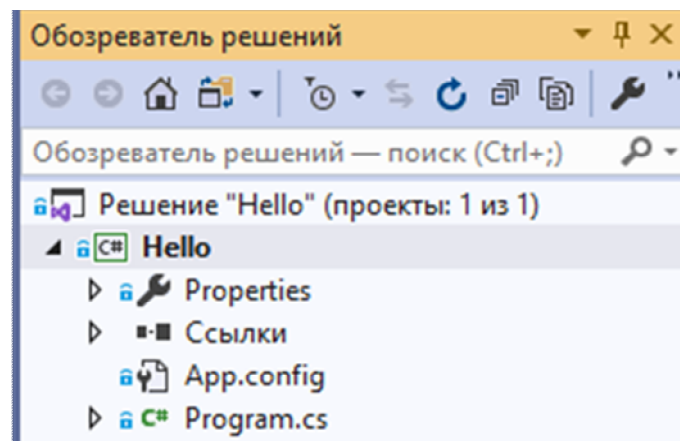 Обозреватель решений
Обозреватель решений — поиск (Ctrl+;)
Решение "Hello" (проекты: 1 из 1)
C# Hello
Properties
Ссылки
App.config
C# Program.cs